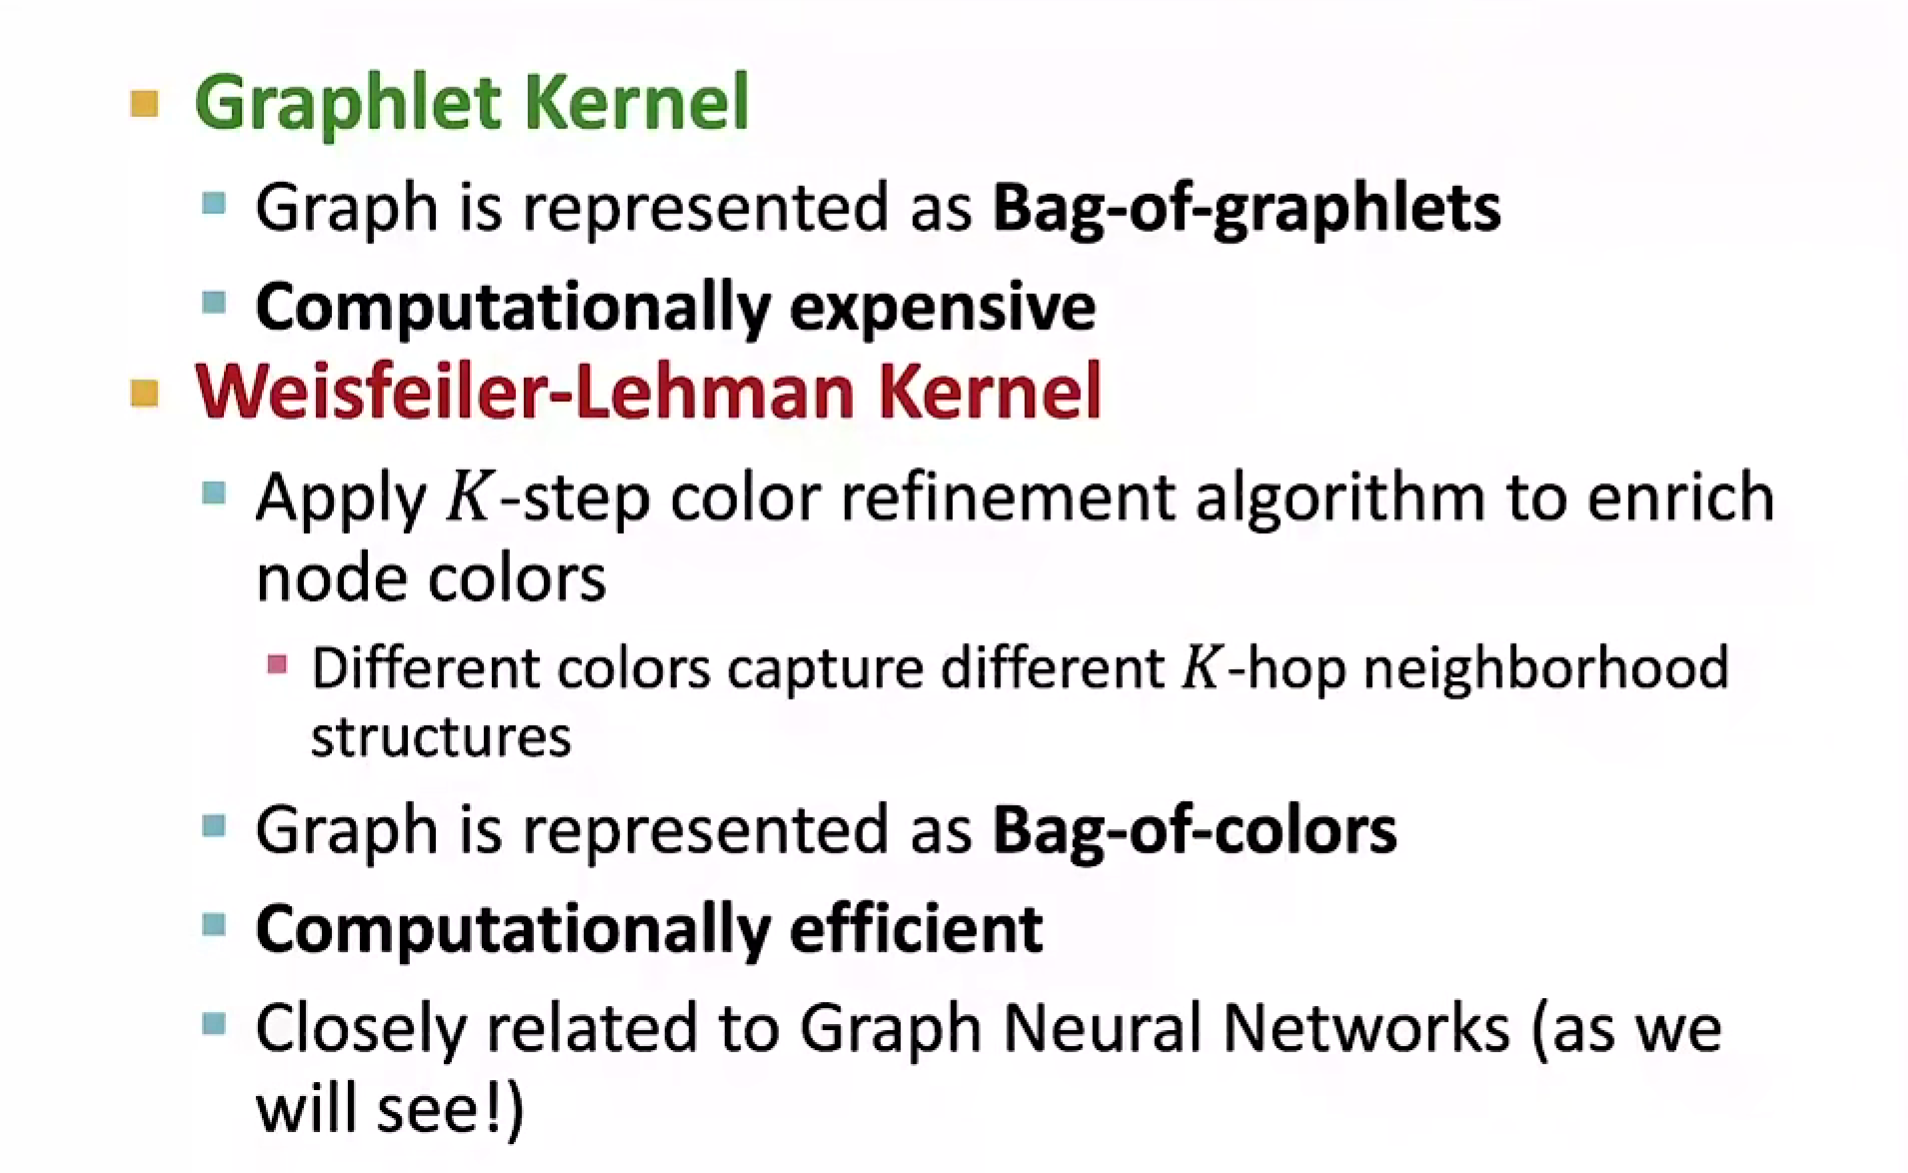 Graphlet Kernel
Graph is represented as Bag-of-graphlets
Computationally expensive
Weisfeiler-Lehman Kernel
Apply K-step color refinement algorithm to enrich
node colors
Different colors capture different K-hop neighborhood
structures
Graph is represented as Bag-of-colors
Computationally efficient
Closely related to Graph Neural Networks (as we
will see!)